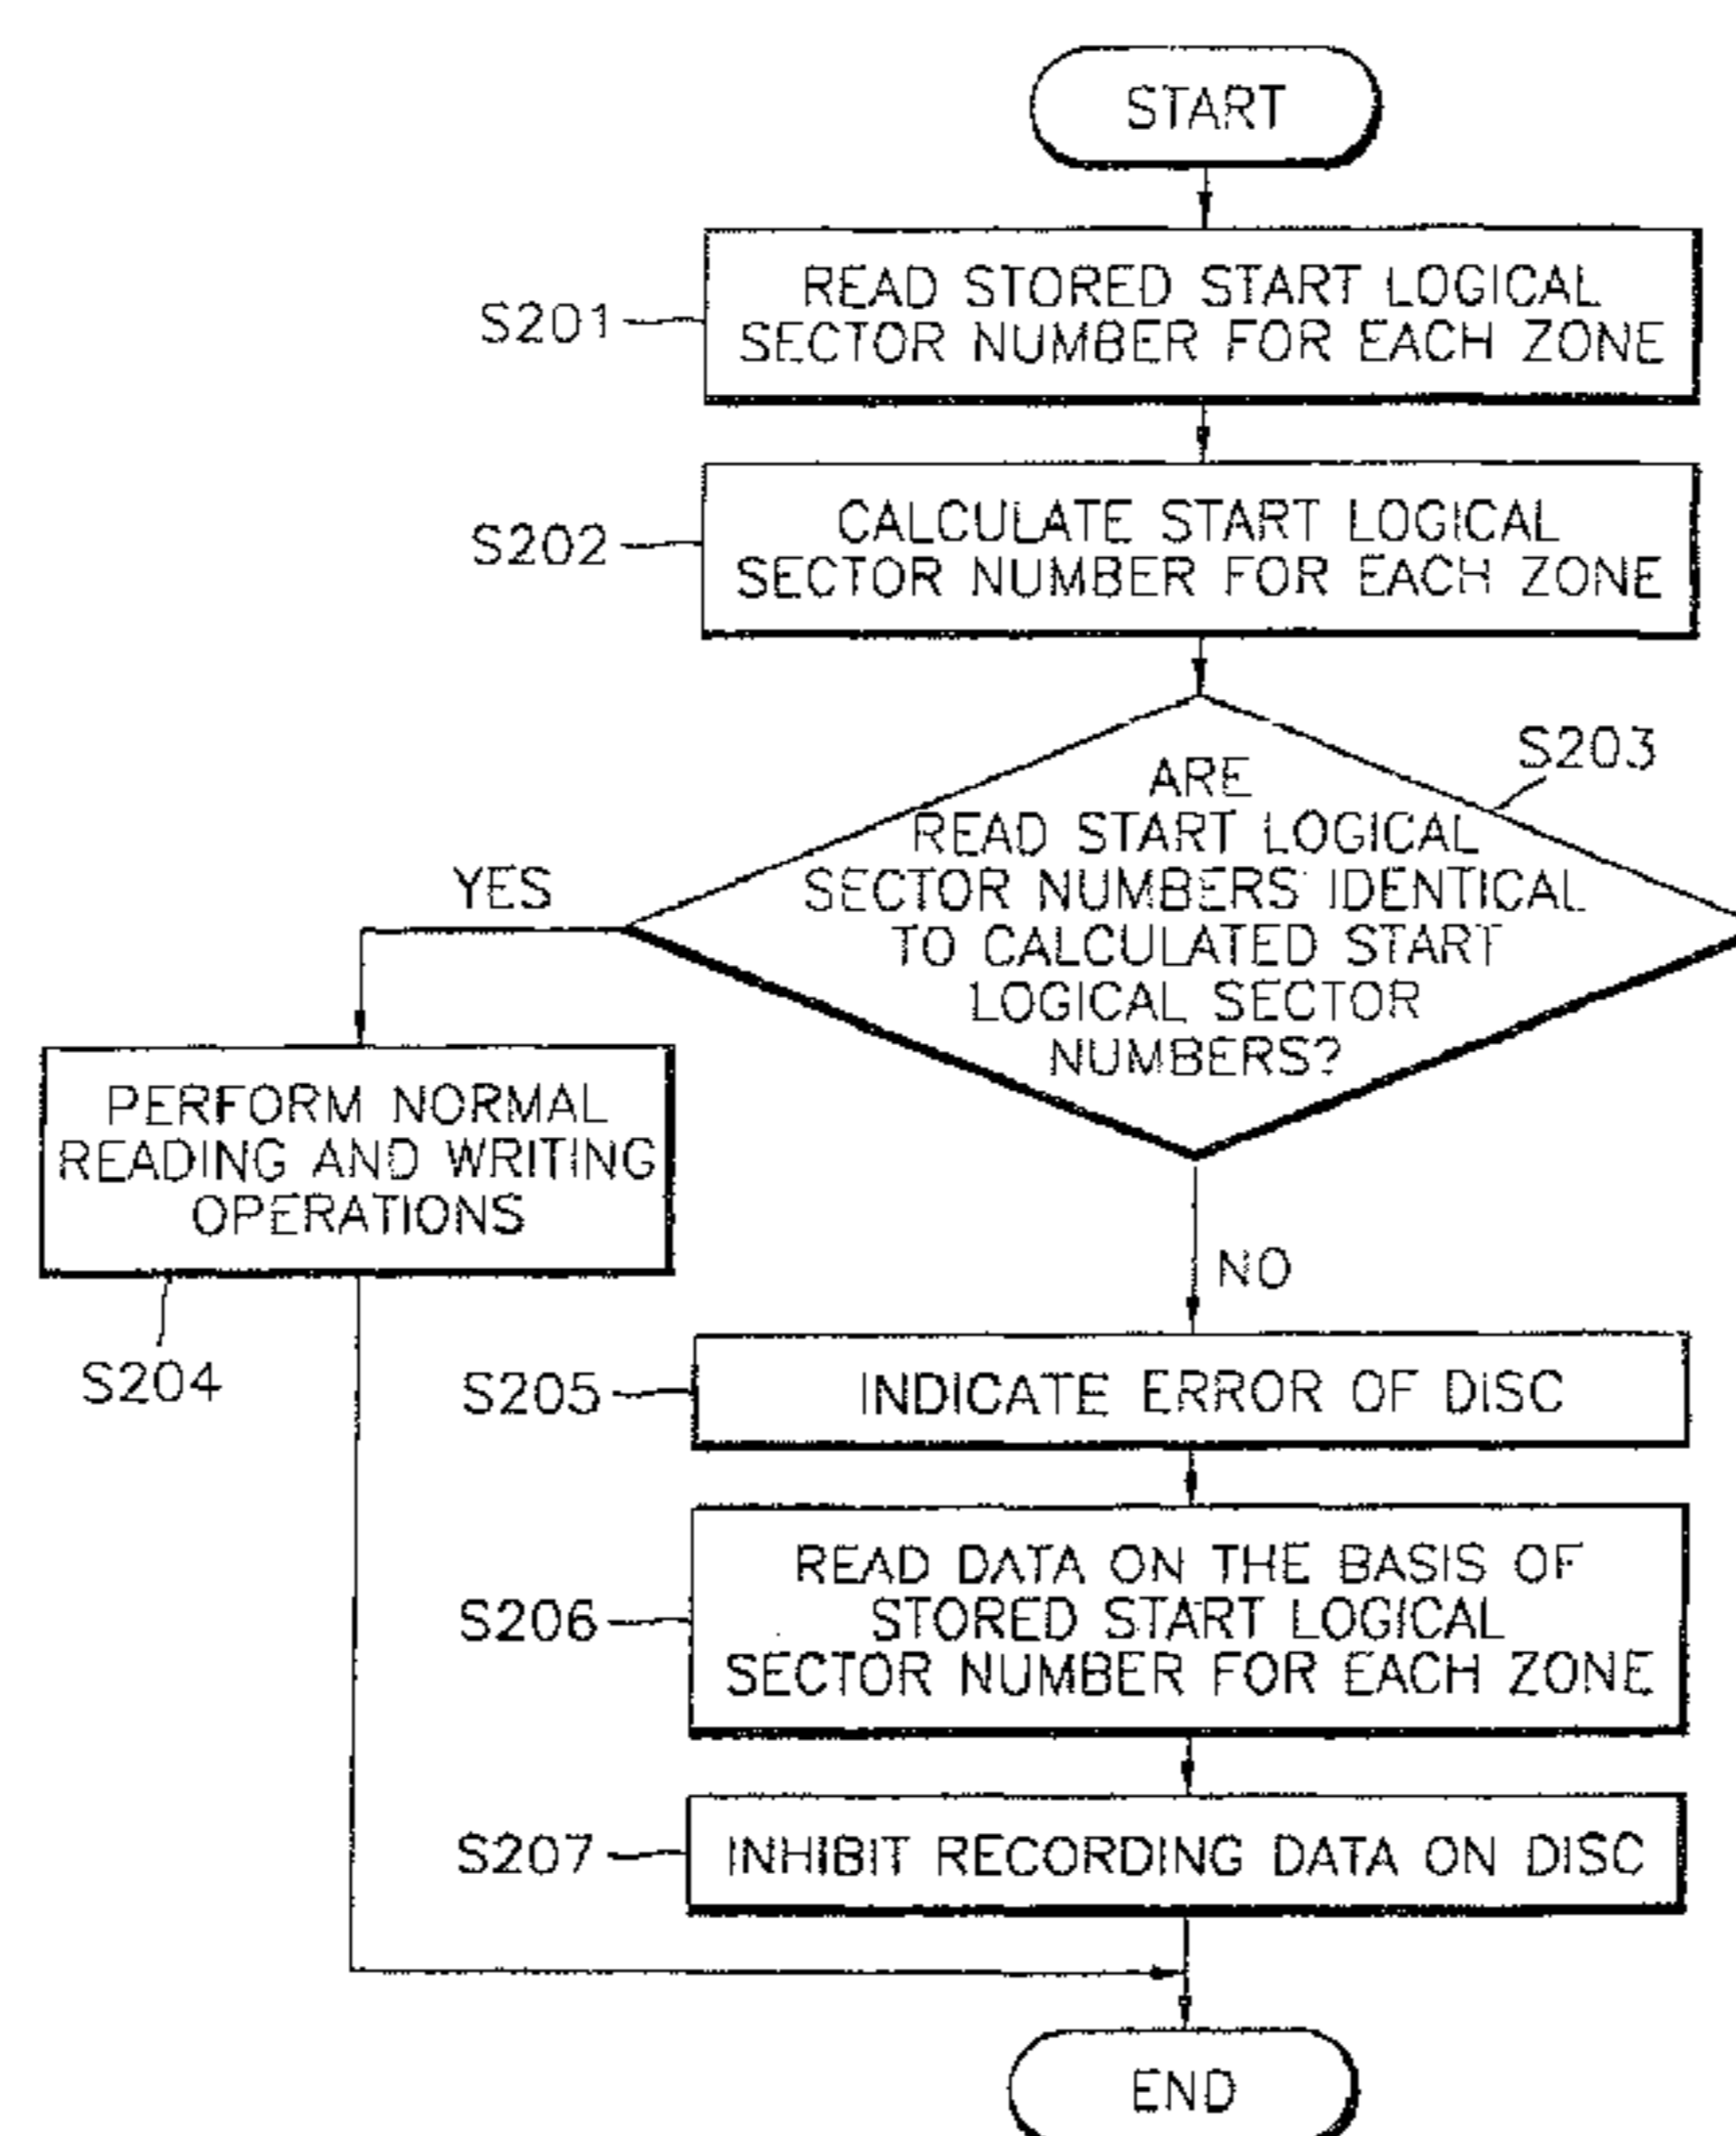 START
S201
READ STORED START LOGICAL
SECTOR NUMBER FOR EACH ZONE
S202
CALCULATE START LOGICAL
SECTOR NUMBER FOR EACH ZONE
S203
ARE
READ START LOGICAL
SECTOR NUMBERS IDENTICAL
TO CALCULATED START
LOGICAL SECTOR
NUMBERS?
YES
PERFORM NORMAL
READING AND WRITING
OPERATIONS
S204
NO
S205
INDICATE ERROR OF DISC
S206
READ DATA ON THE BASIS OF
STORED START LOGICAL
SECTOR NUMBER FOR EACH ZONE
S207
INHIBIT RECORDING DATA ON DISC
END